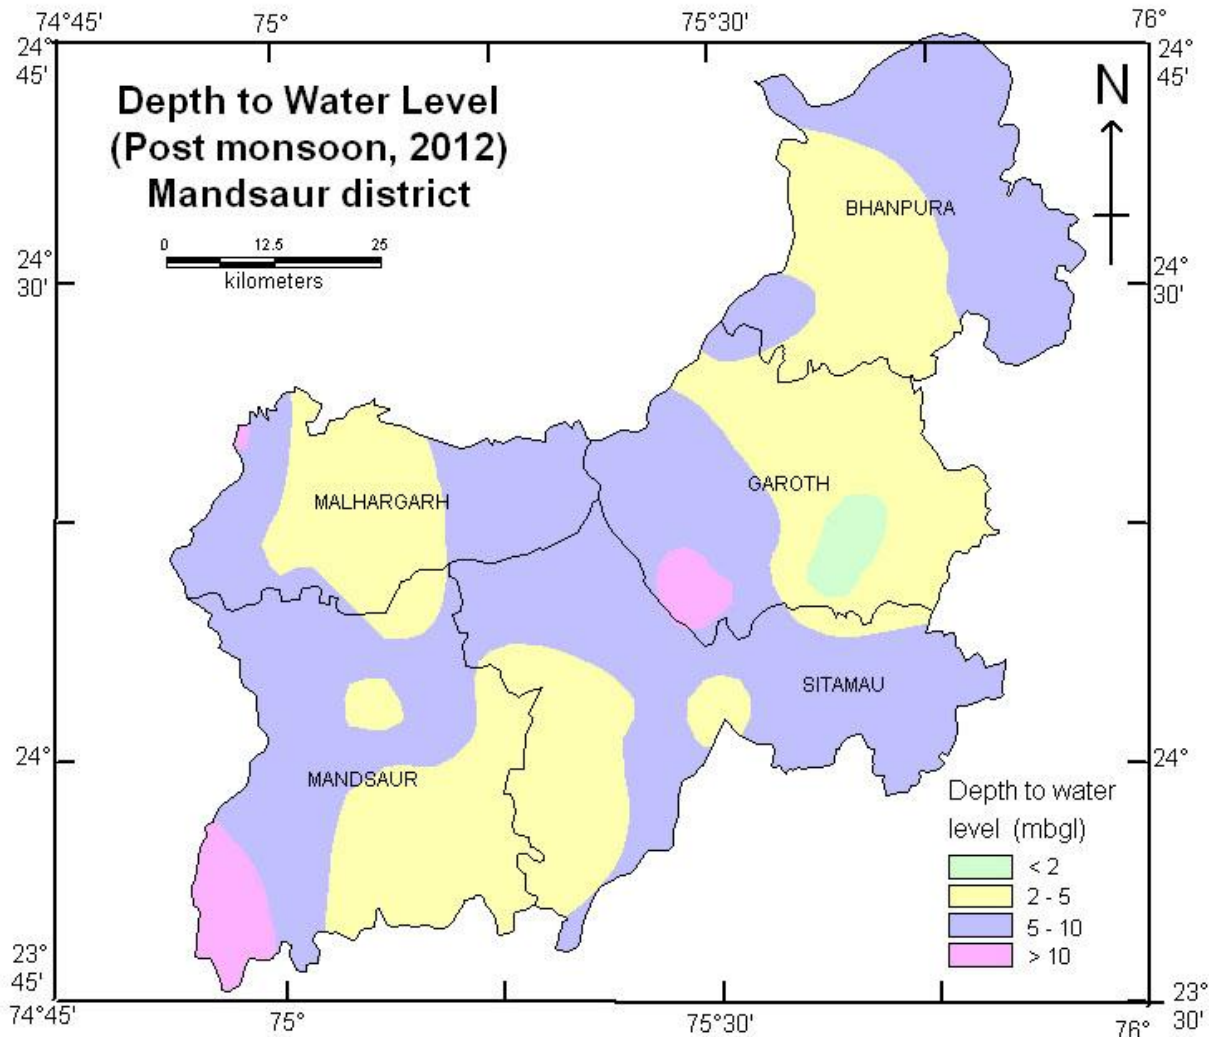 74°45'
75°
75°30'
76°
24°
45'
24°
45'
Depth to Water Level
(Post monsoon, 2012)
Mandsaur district
N
0 12.5 25
kilometers
BHANPURA
24°
30'
24°
30'
MALHARGARH
GAROTH
SITAMAU
24°
24°
MANDSAUR
Depth to water
level (mbgl)
< 2
2 - 5
5 - 10
> 10
23°
45'
23°
30'
74°45'
75°
75°30'
76°